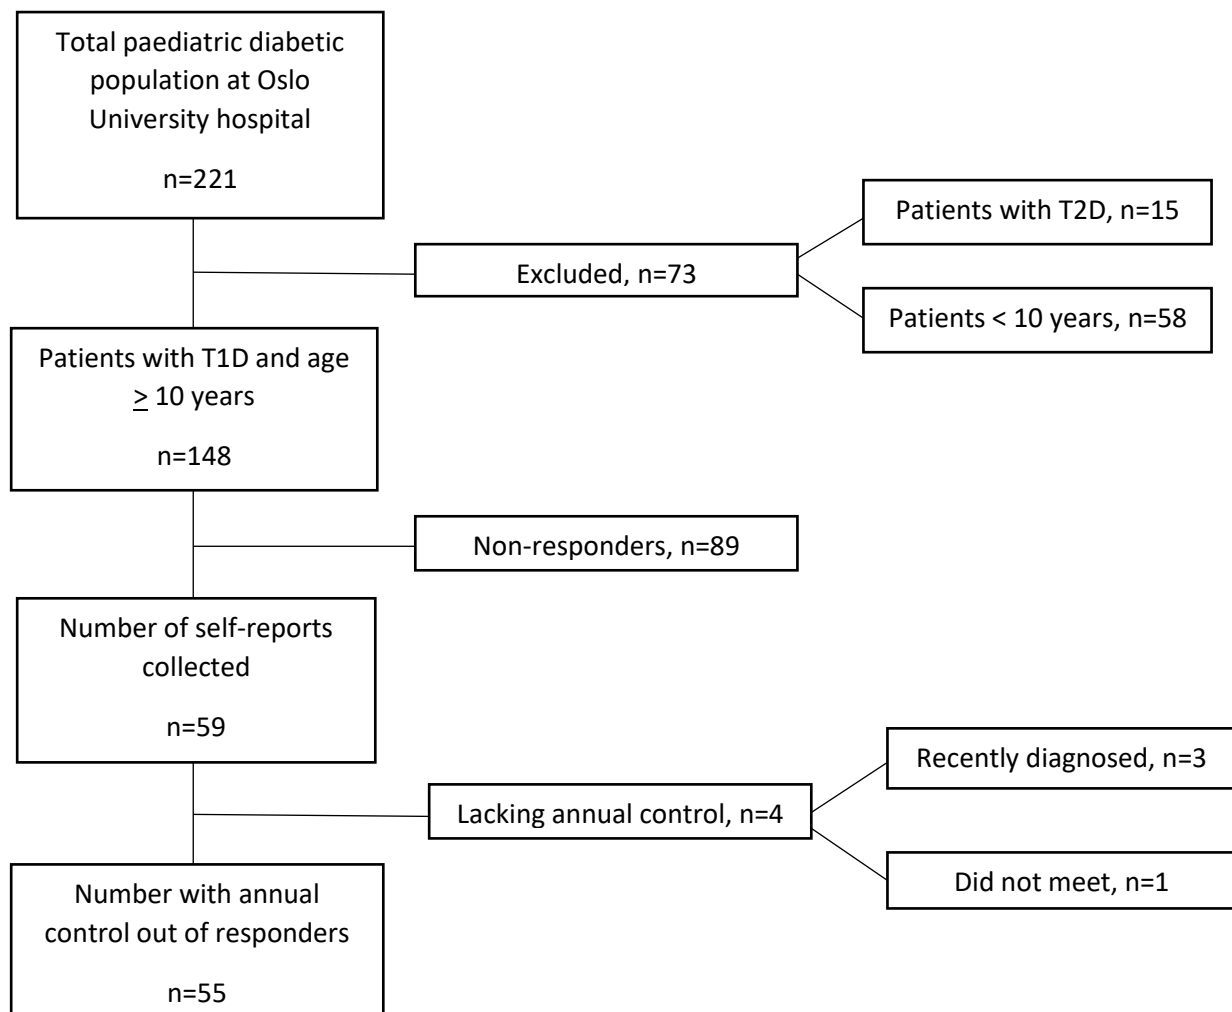 Total paediatric diabetic
population at Oslo
University hospital
n=221
Patients with T2D, n=15
Excluded, n=73
Patients < 10 years, n=58
Patients with T1D and age
≥ 10 years
n=148
Non-responders, n=89
Number of self-reports
collected
n=59
Recently diagnosed, n=3
Lacking annual control, n=4
Did not meet, n=1
Number with annual
control out of responders
n=55